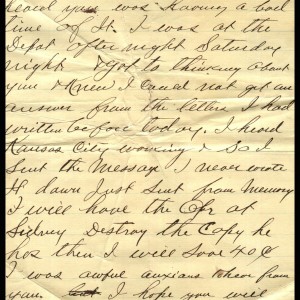 heard you was having a bad
time of It. I was at the
Depot after night Saturday
night & got to thinking about
you & Knew I could not get an
answer from the letter I had
written before today. I heard
Kansas City working & so I
sent the Message I never wrote
it down Just sent from Memory
I will have the Opr at
Sidney Destroy the Copy he
has then I will save 40¢
I was awful auxians to hear from
you. I hope you will